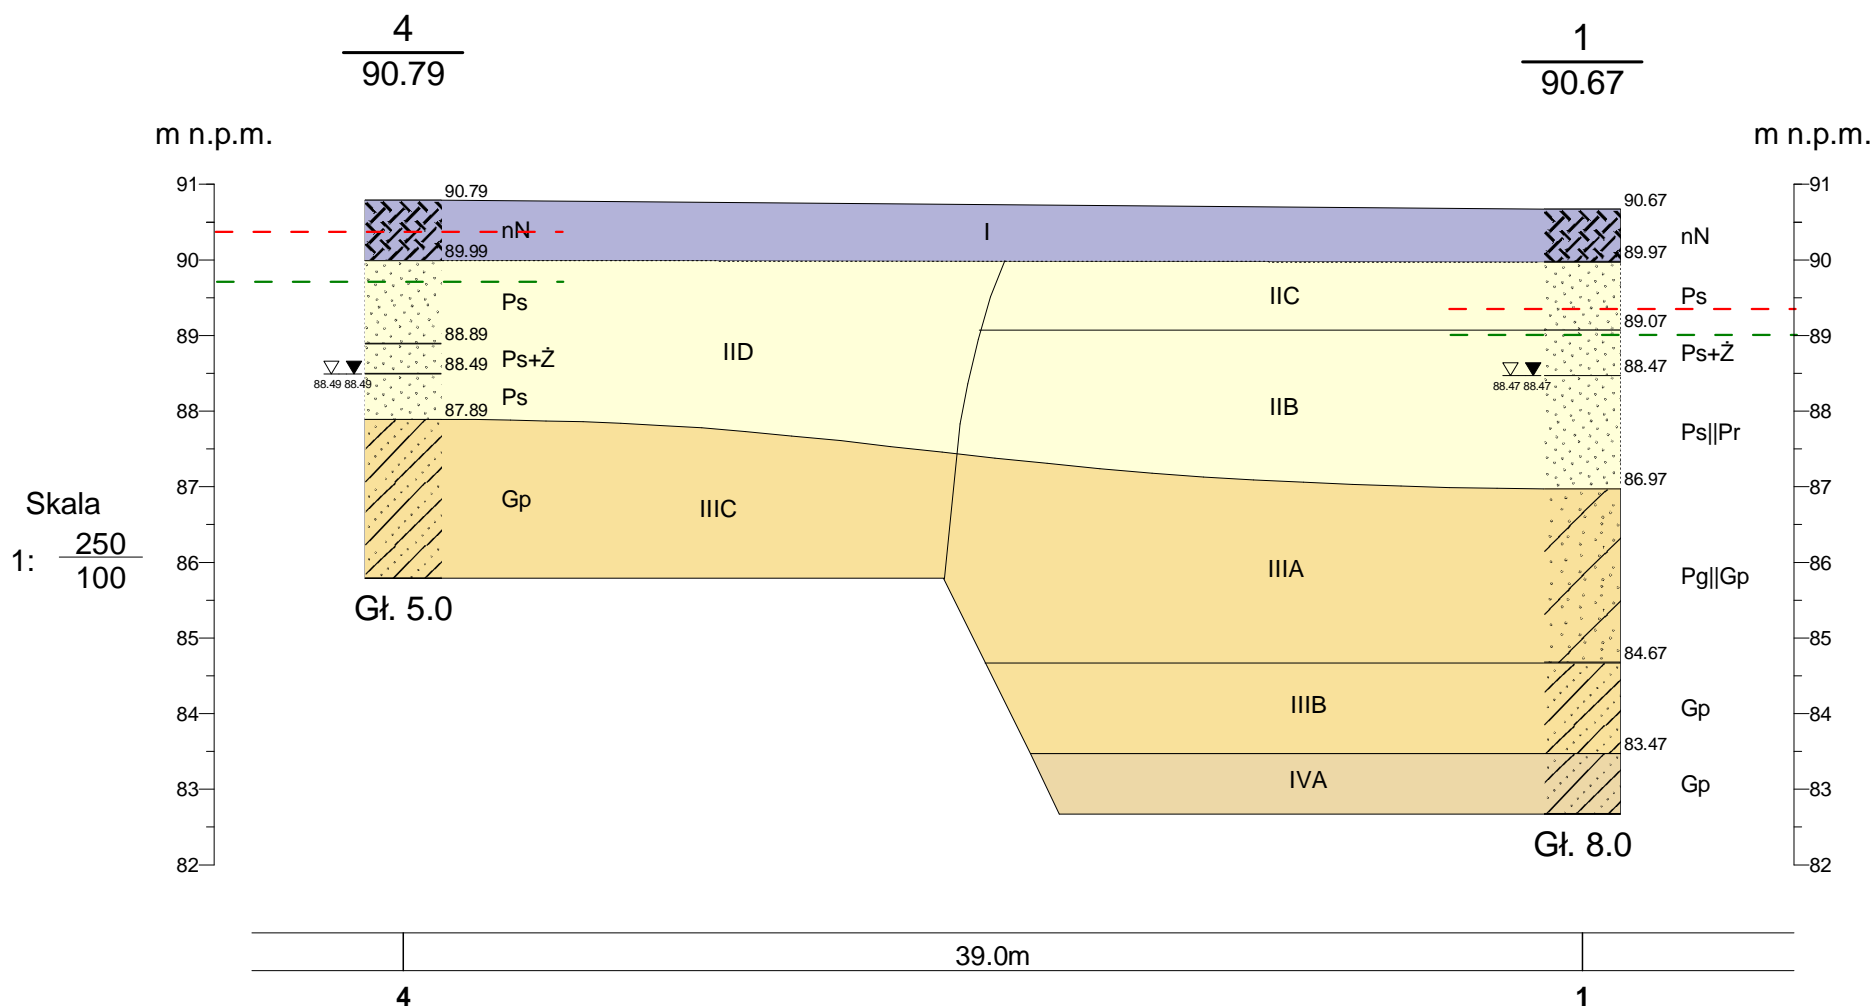 4
90.79
1
90.67
m n.p.m.
m n.p.m.
91
90
89
88
87
86
85
84
83
82
90.79
nN
89.99
Ps
88.89
88.49
Ps+Ż
88.49 88.49
Ps
87.89
Gp
I
IID
IIC
IIB
IIIC
IIIA
IIIB
IVA
90.67
nN
89.97
Ps
89.07
Ps+Ż
88.47
88.47 88.47
Ps||Pr
86.97
Pg||Gp
84.67
Gp
83.47
Gp
91
90
89
88
87
86
85
84
83
82
Skala
1: 250
100
Gł. 5.0
Gł. 8.0
39.0m
4
1